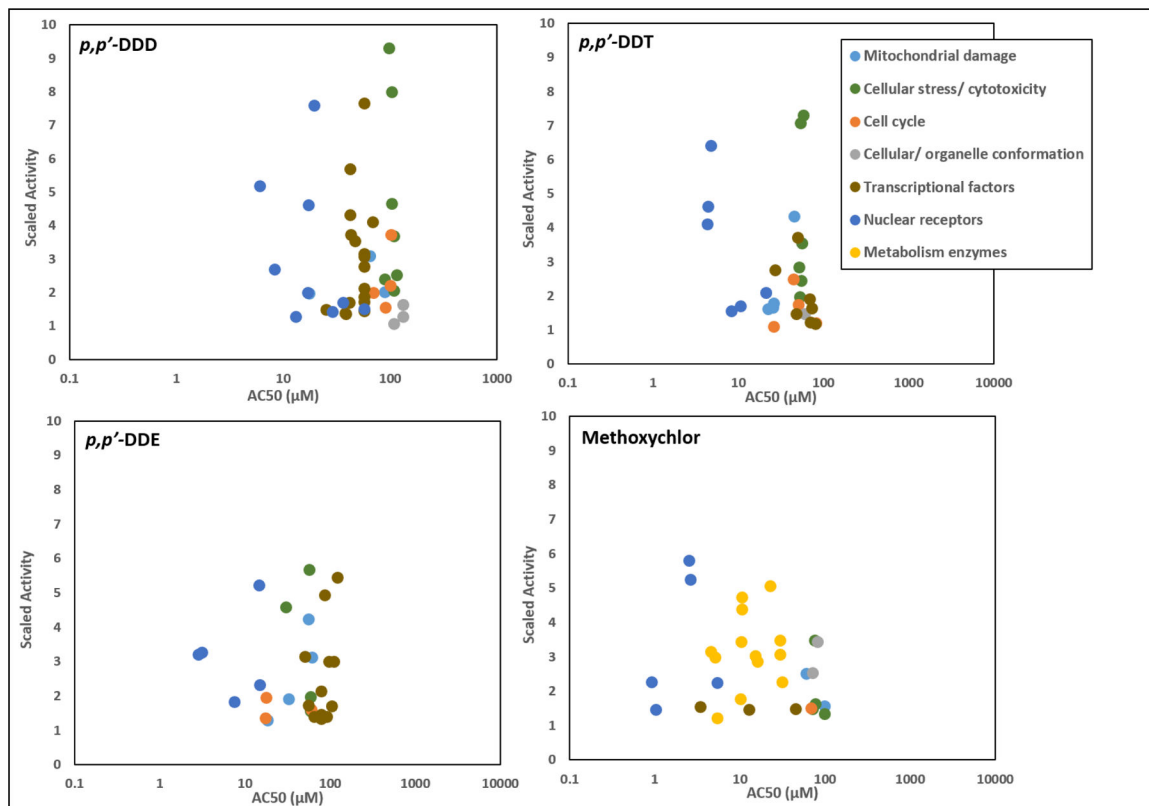 p,p′-DDD
10
9
8
7
6
5
4
3
2
1
0
Scaled Activity
0.1 1 10 100 1000
AC50 (µM)
p,p′-DDT
10
9
8
7
6
5
4
3
2
1
0
Scaled Activity
0.1 1 10 100 1000 10000
AC50 (µM)
Mitochondrial damage
Cellular stress/ cytotoxicity
Cell cycle
Cellular/ organelle conformation
Transcriptional factors
Nuclear receptors
Metabolism enzymes
p,p′-DDE
10
9
8
7
6
5
4
3
2
1
0
Scaled Activity
0.1 1 10 100 1000 10000
AC50 (µM)
Methoxychlor
10
9
8
7
6
5
4
3
2
1
0
Scaled Activity
0.1 1 10 100 1000 10000
AC50 (µM)